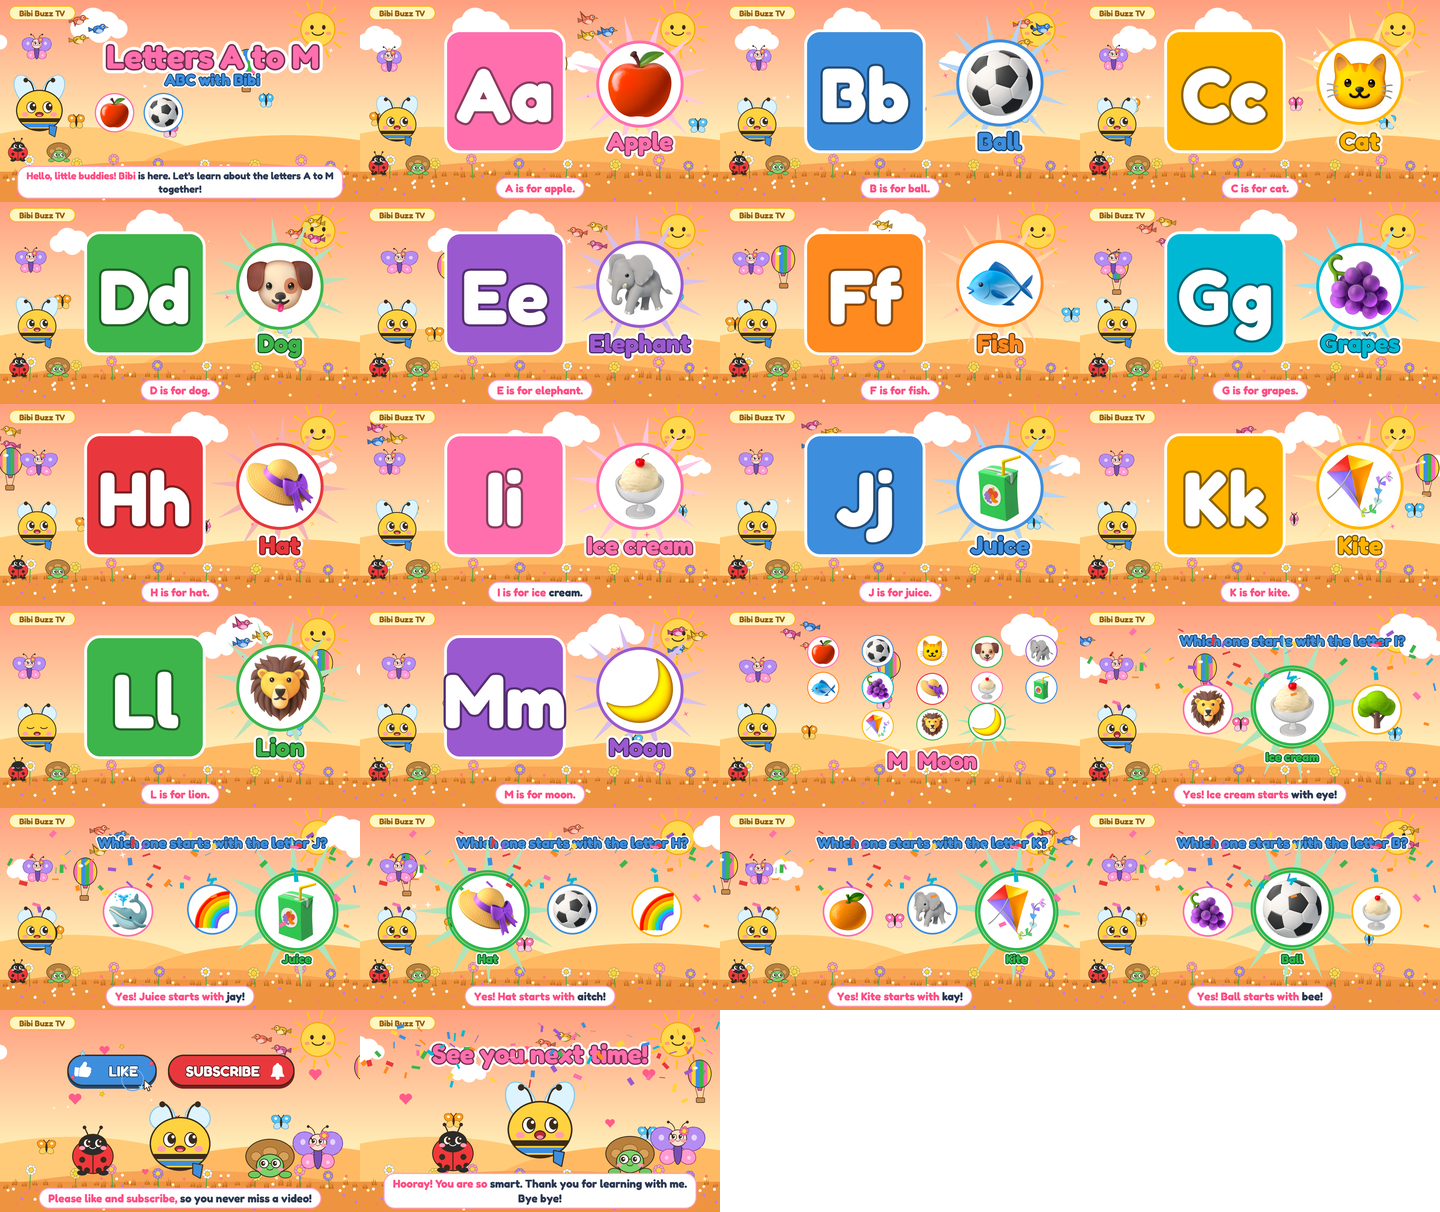 Bibi Buzz TV
Letters A to M
ABC with Bibi
Hello, little buddies! Bibi is here. Let's learn about the letters A to M
together!
Bibi Buzz TV
Aa
Apple
A is for apple.
Bibi Buzz TV
Bb
Ball
B is for ball.
Bibi Buzz TV
Cc
Cat
C is for cat.
Bibi Buzz TV
Dd
Dog
D is for dog.
Bibi Buzz TV
Ee
Elephant
E is for elephant.
Bibi Buzz TV
Ff
Fish
F is for fish.
Bibi Buzz TV
Gg
Grapes
G is for grapes.
Bibi Buzz TV
Hh
Hat
H is for hat.
Bibi Buzz TV
Ii
Ice cream
I is for ice cream.
Bibi Buzz TV
Jj
Juice
J is for juice.
Bibi Buzz TV
Kk
Kite
K is for kite.
Bibi Buzz TV
Ll
Lion
L is for lion.
Bibi Buzz TV
Mm
Moon
M is for moon.
Bibi Buzz TV
M Moon
Bibi Buzz TV
Which one starts with the letter I?
Ice cream
Yes! Ice cream starts with eye!
Bibi Buzz TV
Which one starts with the letter J?
Juice
Yes! Juice starts with jay!
Bibi Buzz TV
Which one starts with the letter H?
Hat
Yes! Hat starts with aitch!
Bibi Buzz TV
Which one starts with the letter K?
Kite
Yes! Kite starts with kay!
Bibi Buzz TV
Which one starts with the letter B?
Ball
Yes! Ball starts with bee!
Bibi Buzz TV
LIKE
SUBSCRIBE
Please like and subscribe, so you never miss a video!
Bibi Buzz TV
See you next time!
Hooray! You are so smart. Thank you for learning with me.
Bye bye!